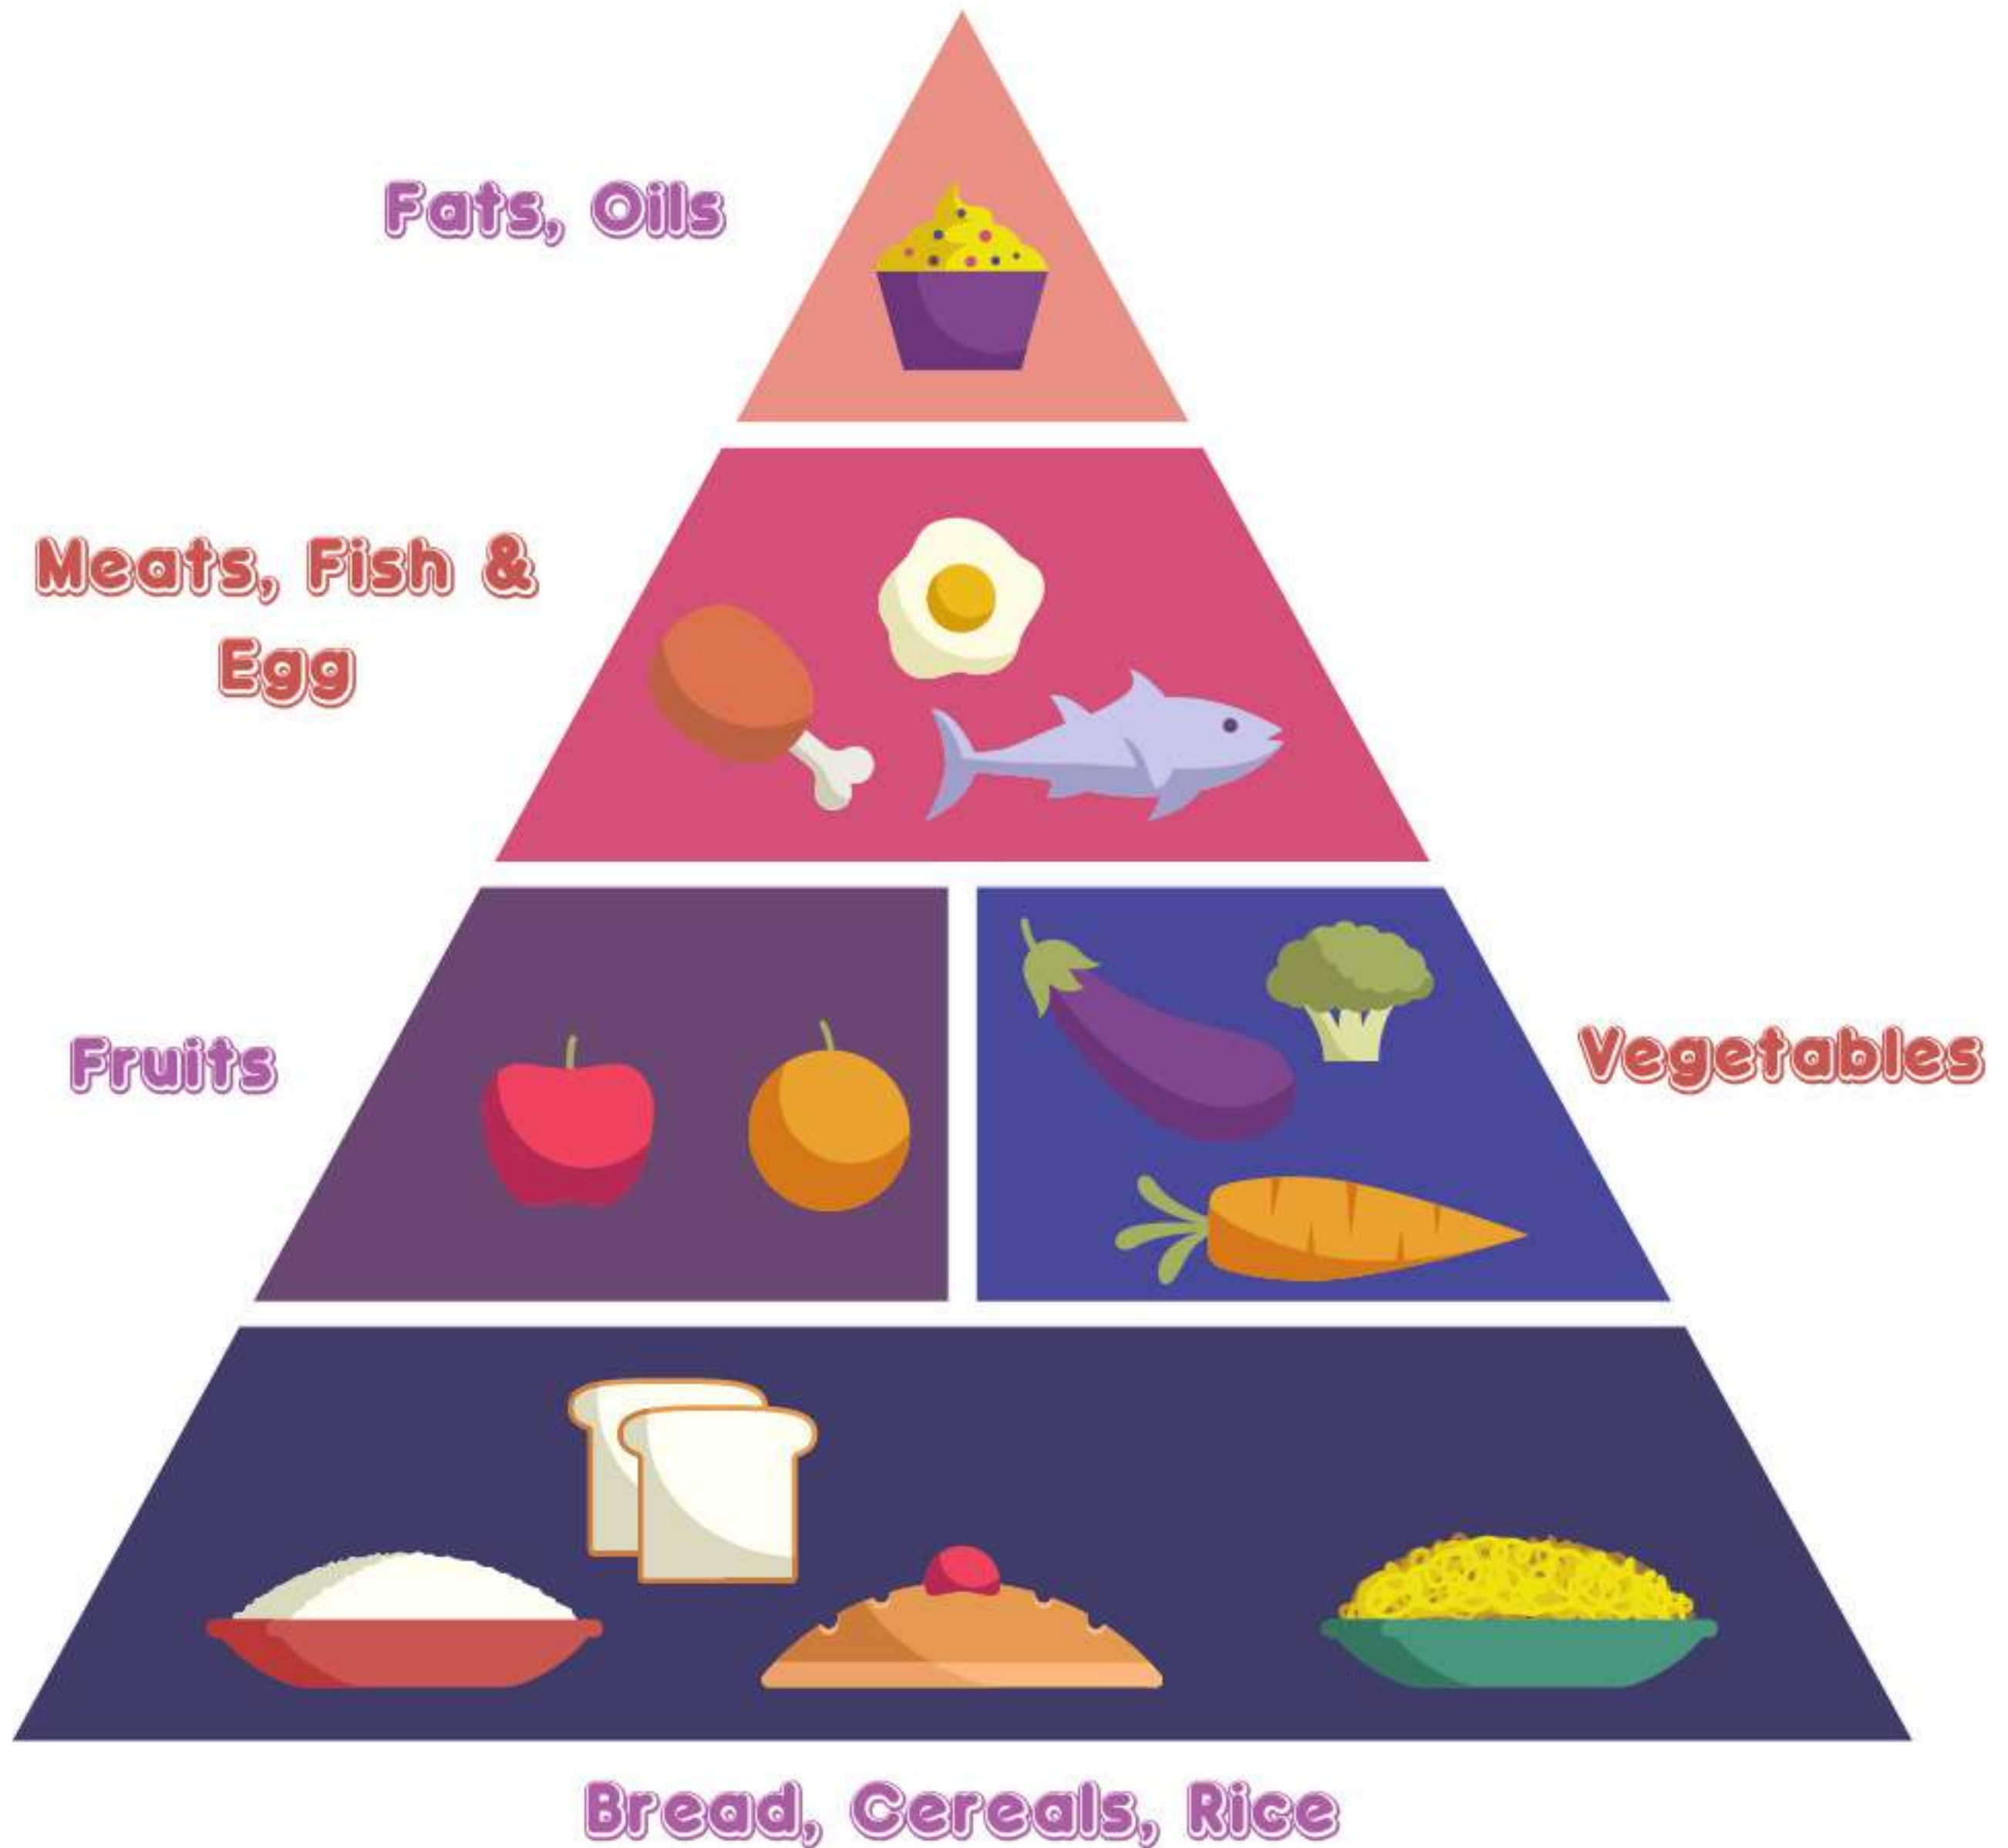 Fats, Oils
Meats, Fish &
Egg
Fruits
Vegetables
Bread, Cereals, Rice